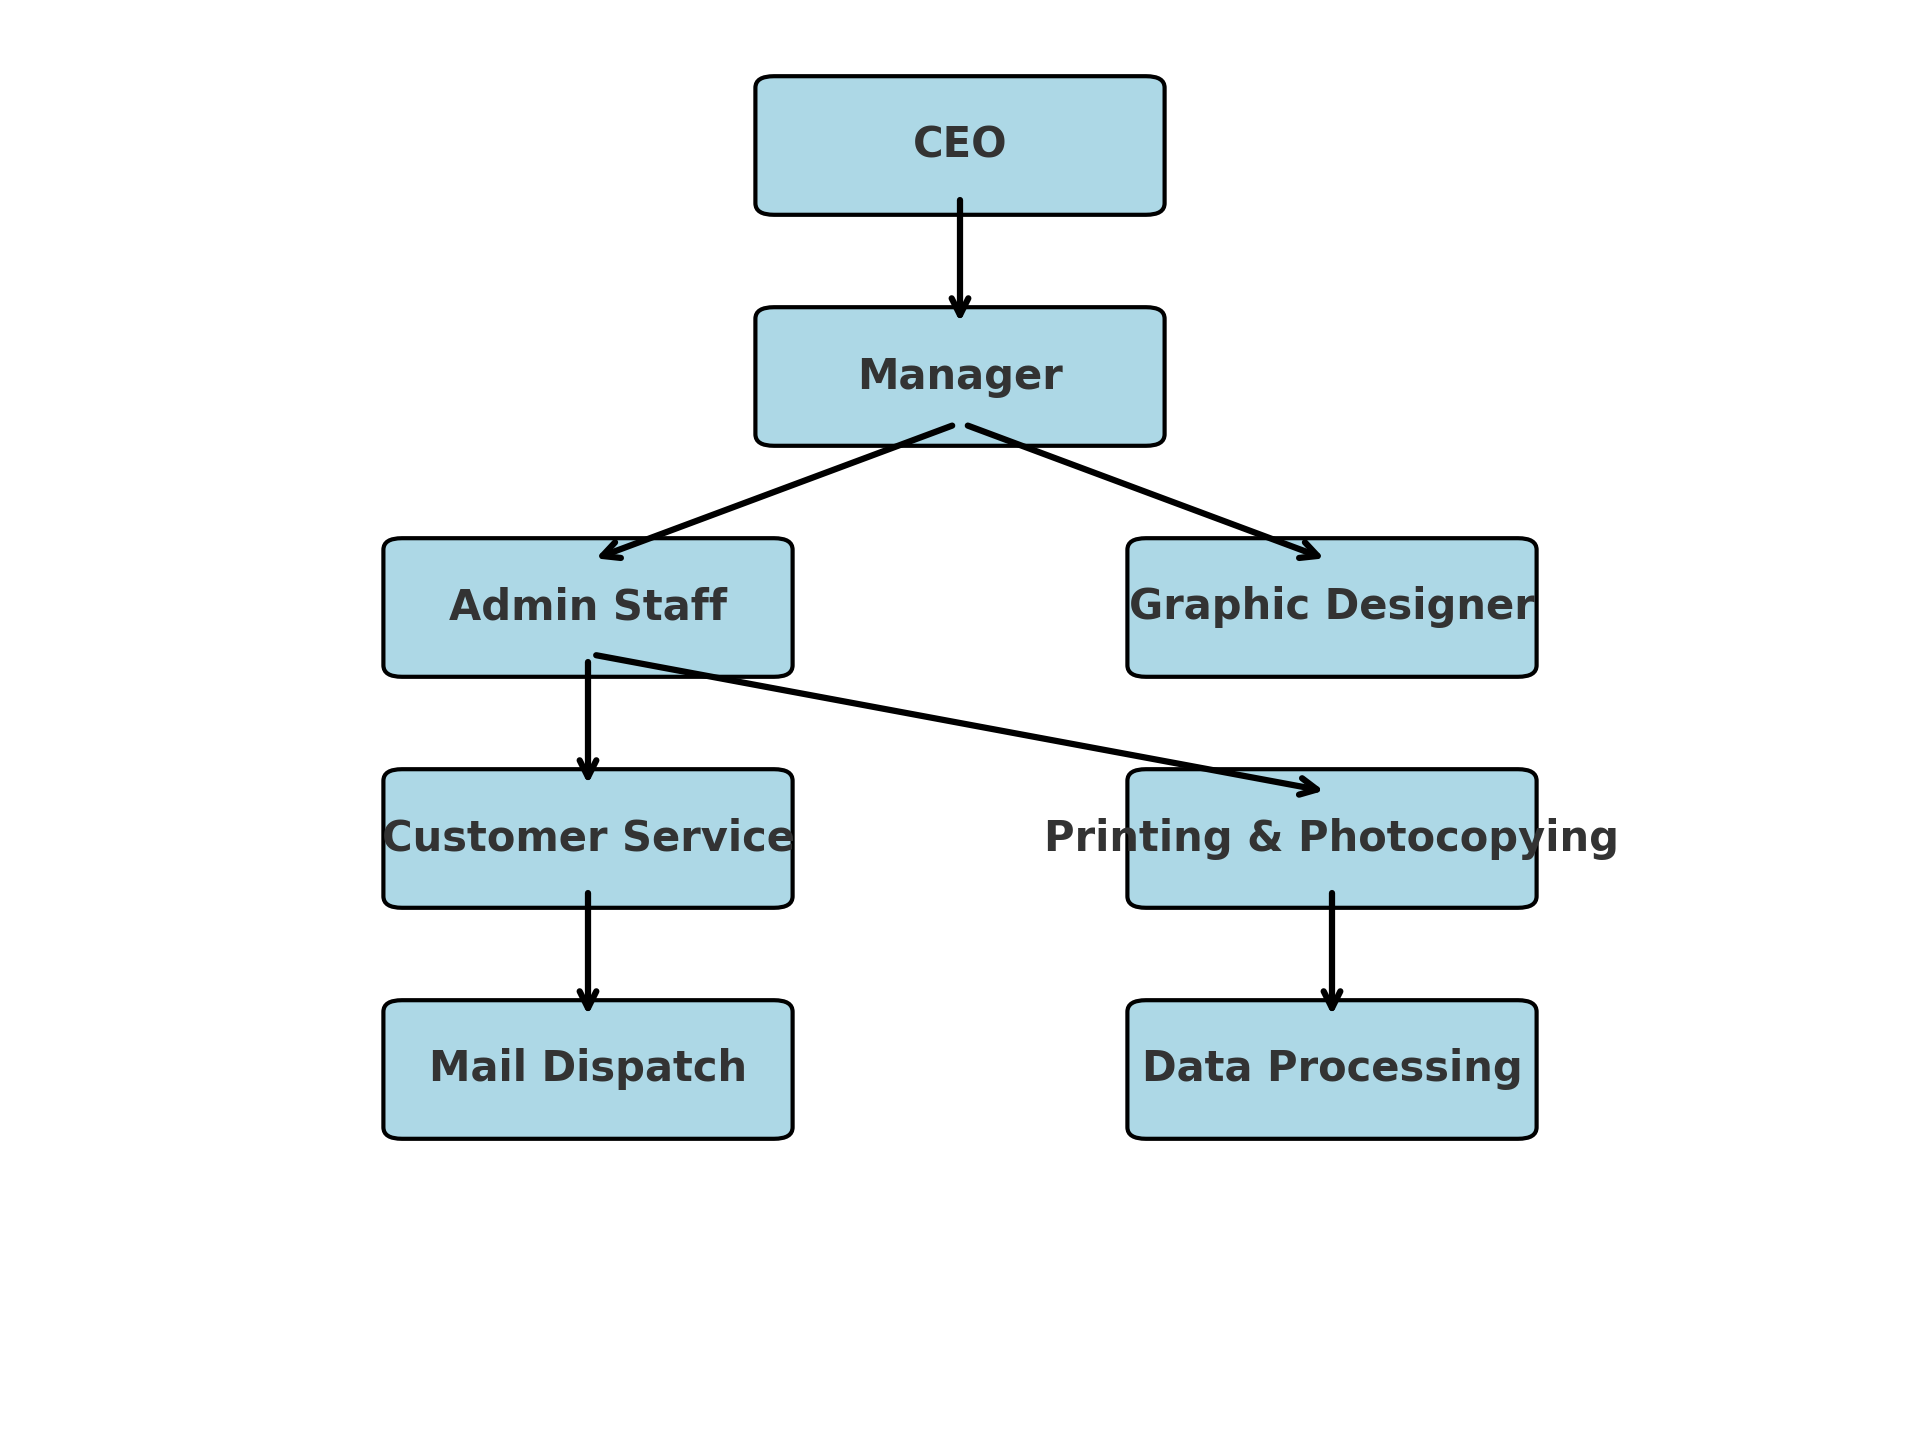 CEO
Manager
Admin Staff
Graphic Designer
Customer Service
Printing & Photocopying
Mail Dispatch
Data Processing